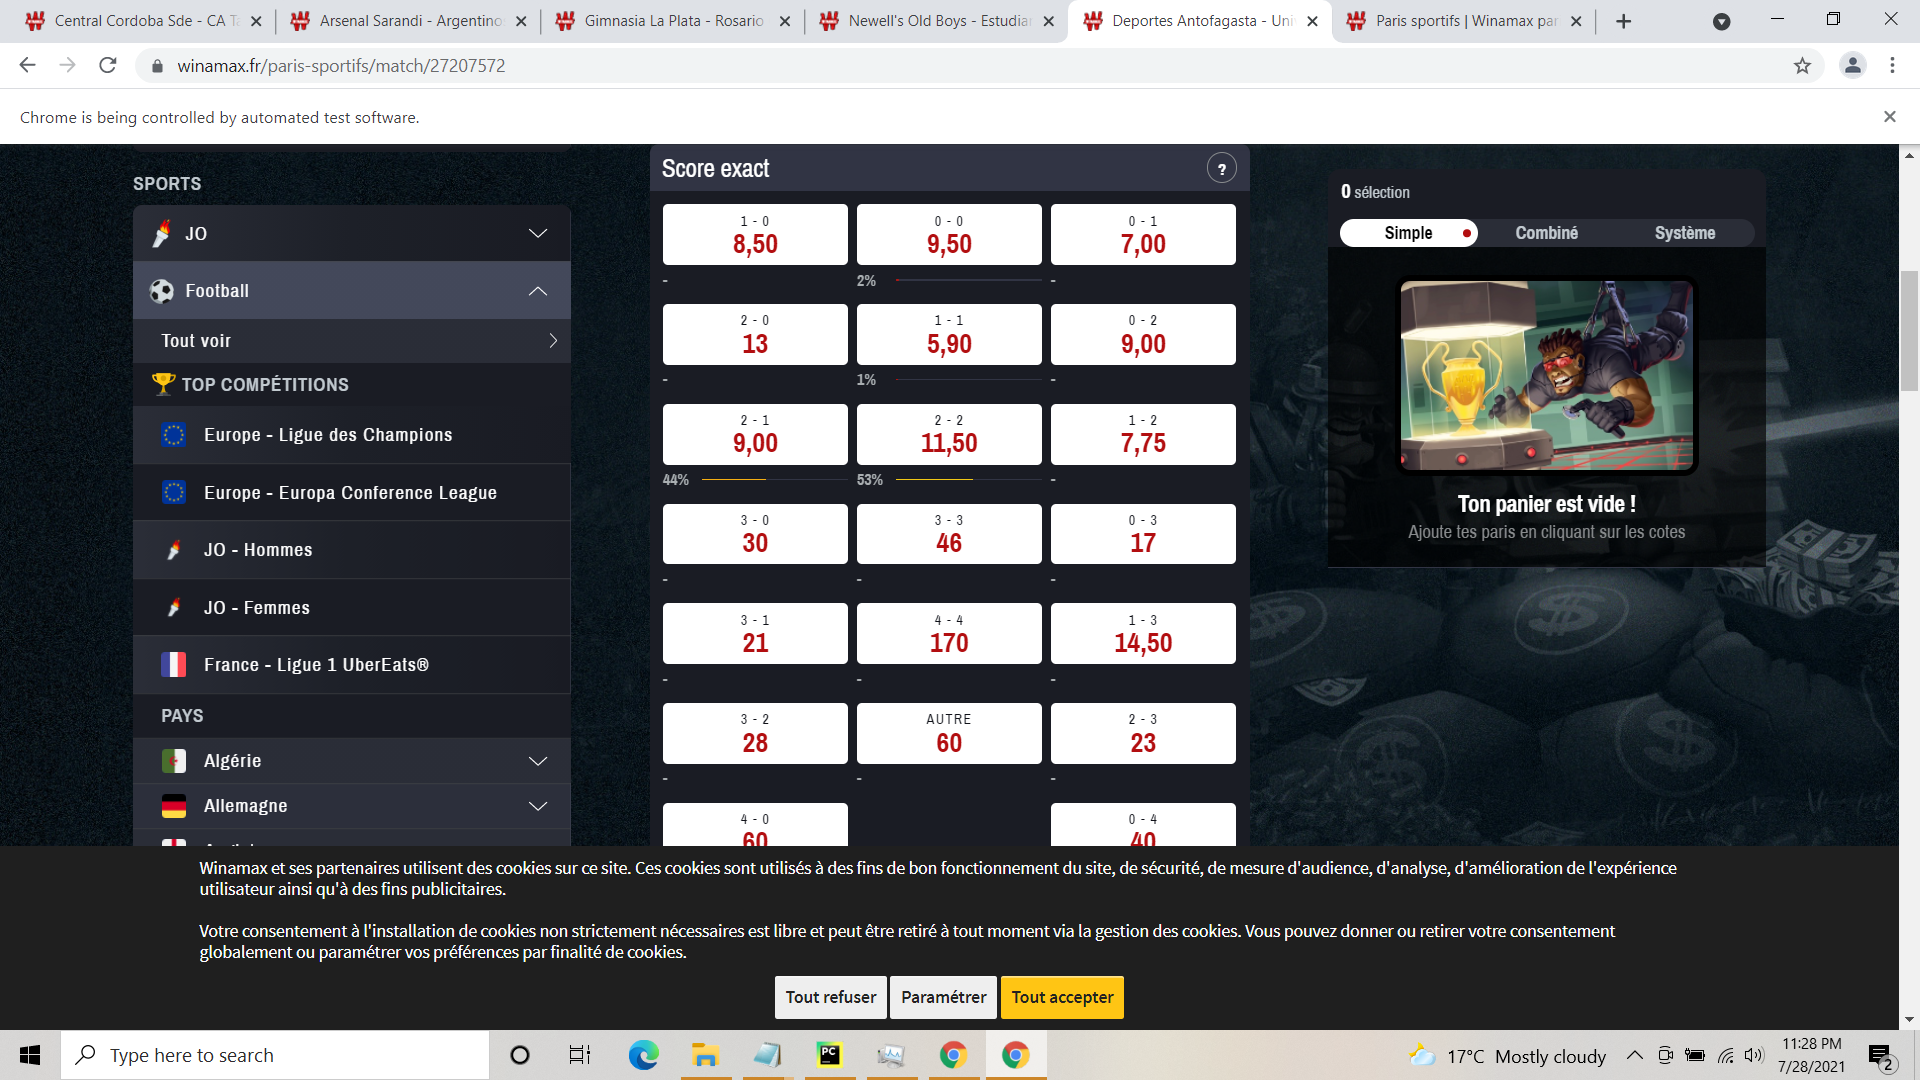 Central Cordoba Sde - CA Ta
Arsenal Sarandi - Argentino
Gimnasia La Plata - Rosario
Newell's Old Boys - Estudian
Deportes Antofagasta - Uni
Paris sportifs | Winamax par
winamax.fr/paris-sportifs/match/27207572
Chrome is being controlled by automated test software.
SPORTS
JO
Football
Tout voir
TOP COMPÉTITIONS
Europe - Ligue des Champions
Europe - Europa Conference League
JO - Hommes
JO - Femmes
France - Ligue 1 UberEats®
PAYS
Algérie
Allemagne
Score exact
?
1 - 0
8,50
-
0 - 0
9,50
2%
0 - 1
7,00
-
2 - 0
13
-
1 - 1
5,90
1%
0 - 2
9,00
-
2 - 1
9,00
44%
2 - 2
11,50
53%
1 - 2
7,75
-
3 - 0
30
-
3 - 3
46
-
0 - 3
17
-
3 - 1
21
-
4 - 4
170
-
1 - 3
14,50
-
3 - 2
28
-
AUTRE
60
-
2 - 3
23
-
4 - 0
60
0 - 4
40
0 sélection
Simple
Combiné
Système
Ton panier est vide !
Ajoute tes paris en cliquant sur les cotes
Winamax et ses partenaires utilisent des cookies sur ce site. Ces cookies sont utilisés à des fins de bon fonctionnement du site, de sécurité, de mesure d'audience, d'analyse, d'amélioration de l'expérience
utilisateur ainsi qu'à des fins publicitaires.
Votre consentement à l'installation de cookies non strictement nécessaires est libre et peut être retiré à tout moment via la gestion des cookies. Vous pouvez donner ou retirer votre consentement
globalement ou paramétrer vos préférences par finalité de cookies.
Tout refuser
Paramétrer
Tout accepter
Type here to search
PC
17°C Mostly cloudy
11:28 PM
7/28/2021
2